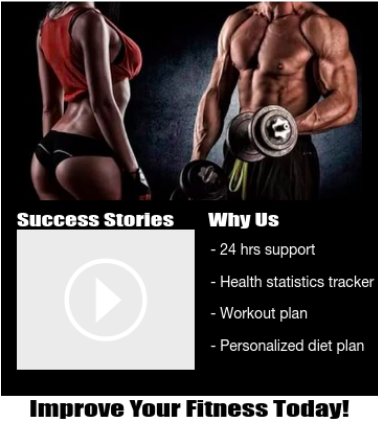 Success Stories
Why Us
- 24 hrs support
- Health statistics tracker
- Workout plan
- Personalized diet plan
Improve Your Fitness Today!